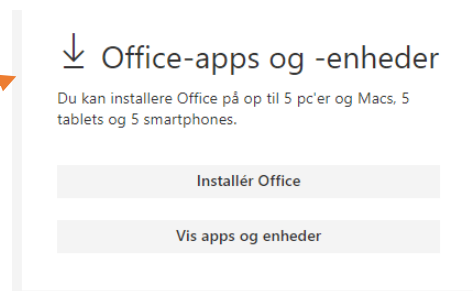 Office-apps og -enheder
Du kan installere Office på op til 5 pc'er og Macs, 5
tablets og 5 smartphones.
Installér Office
Vis apps og enheder